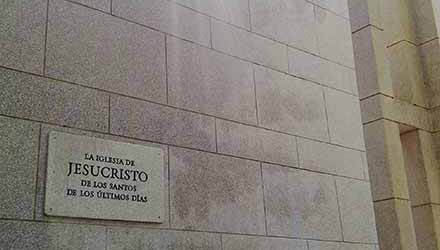 LA IGLESIA DE
JESUCRISTO
DE LOS SANTOS
DE LOS ÚLTIMOS DÍAS